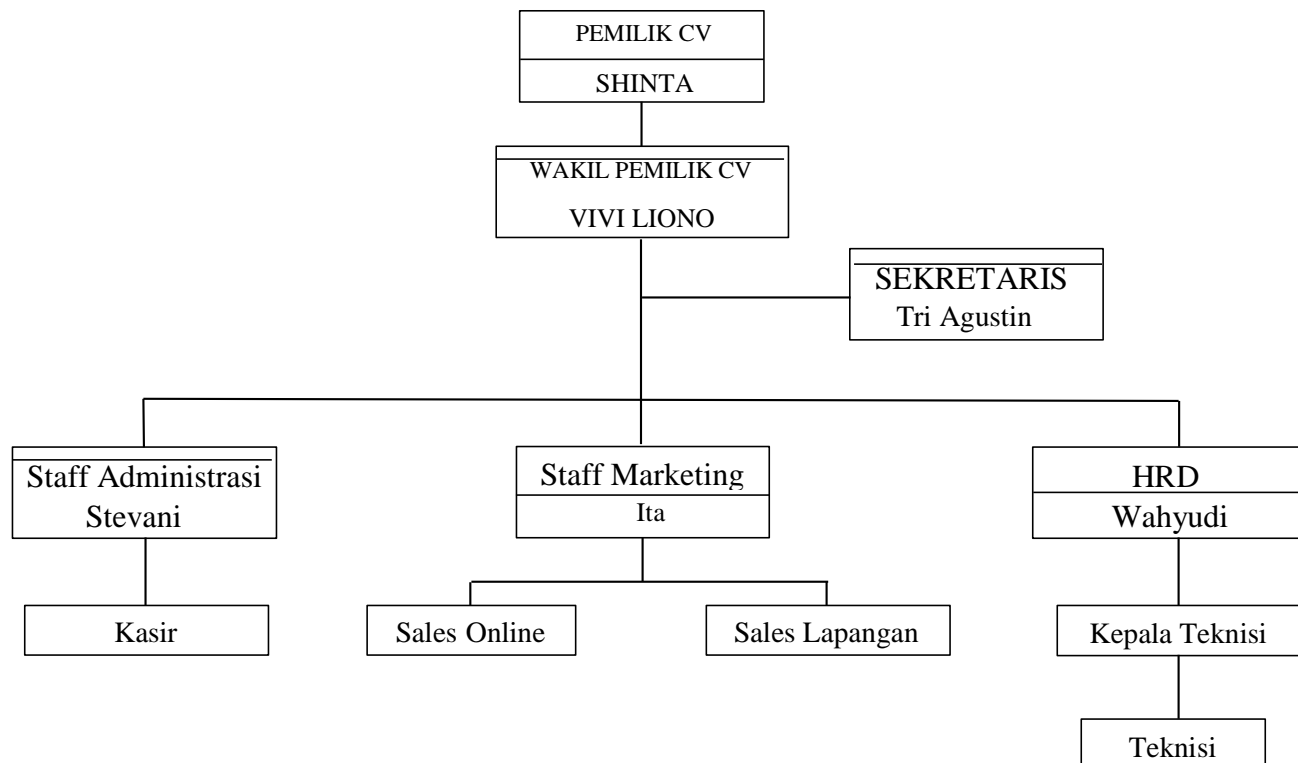 PEMILIK CV
SHINTA
WAKIL PEMILIK CV
VIVI LIONO
SEKRETARIS
Tri Agustin
Staff Administrasi
Stevani
Staff Marketing
Ita
HRD
Wahyudi
Kasir
Sales Online
Sales Lapangan
Kepala Teknisi
Teknisi